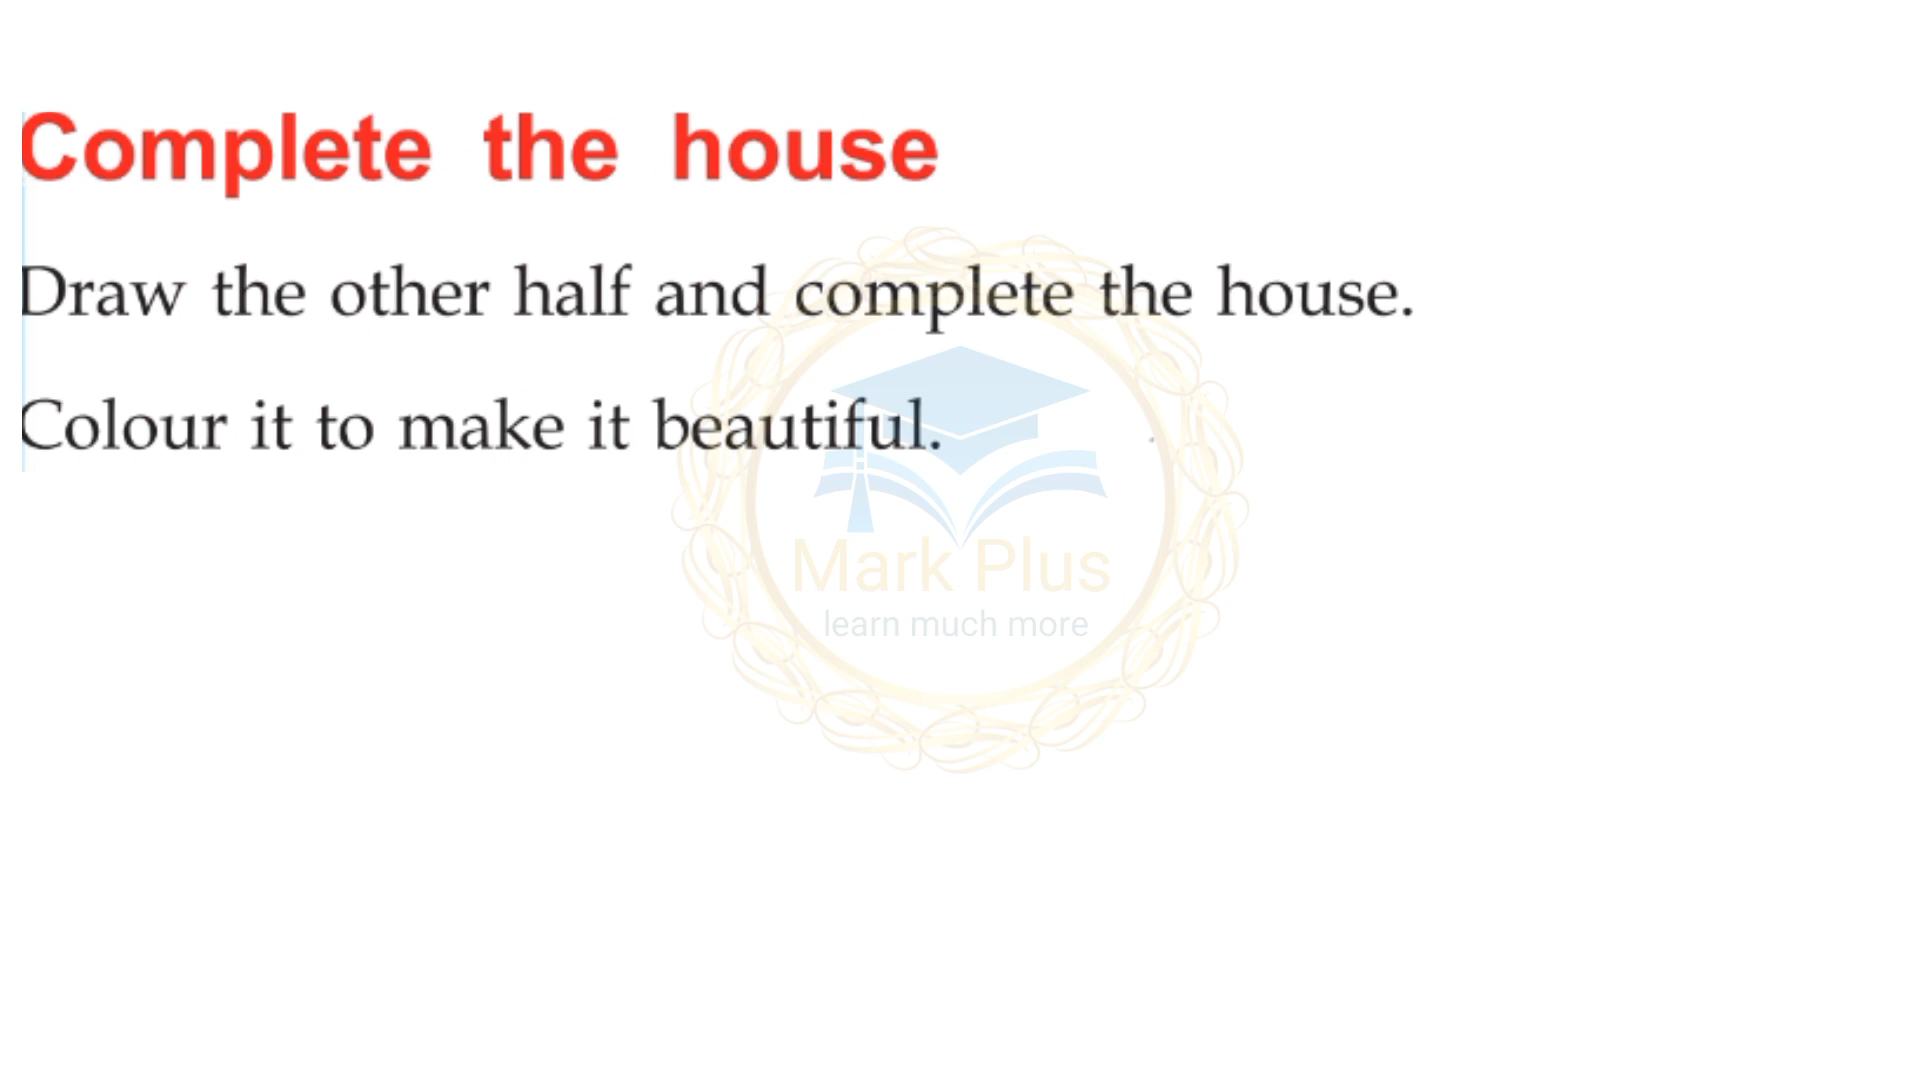 Complete the house
Draw the other half and complete the house.
Colour it to make it beautiful.
Mark Plus
learn much more